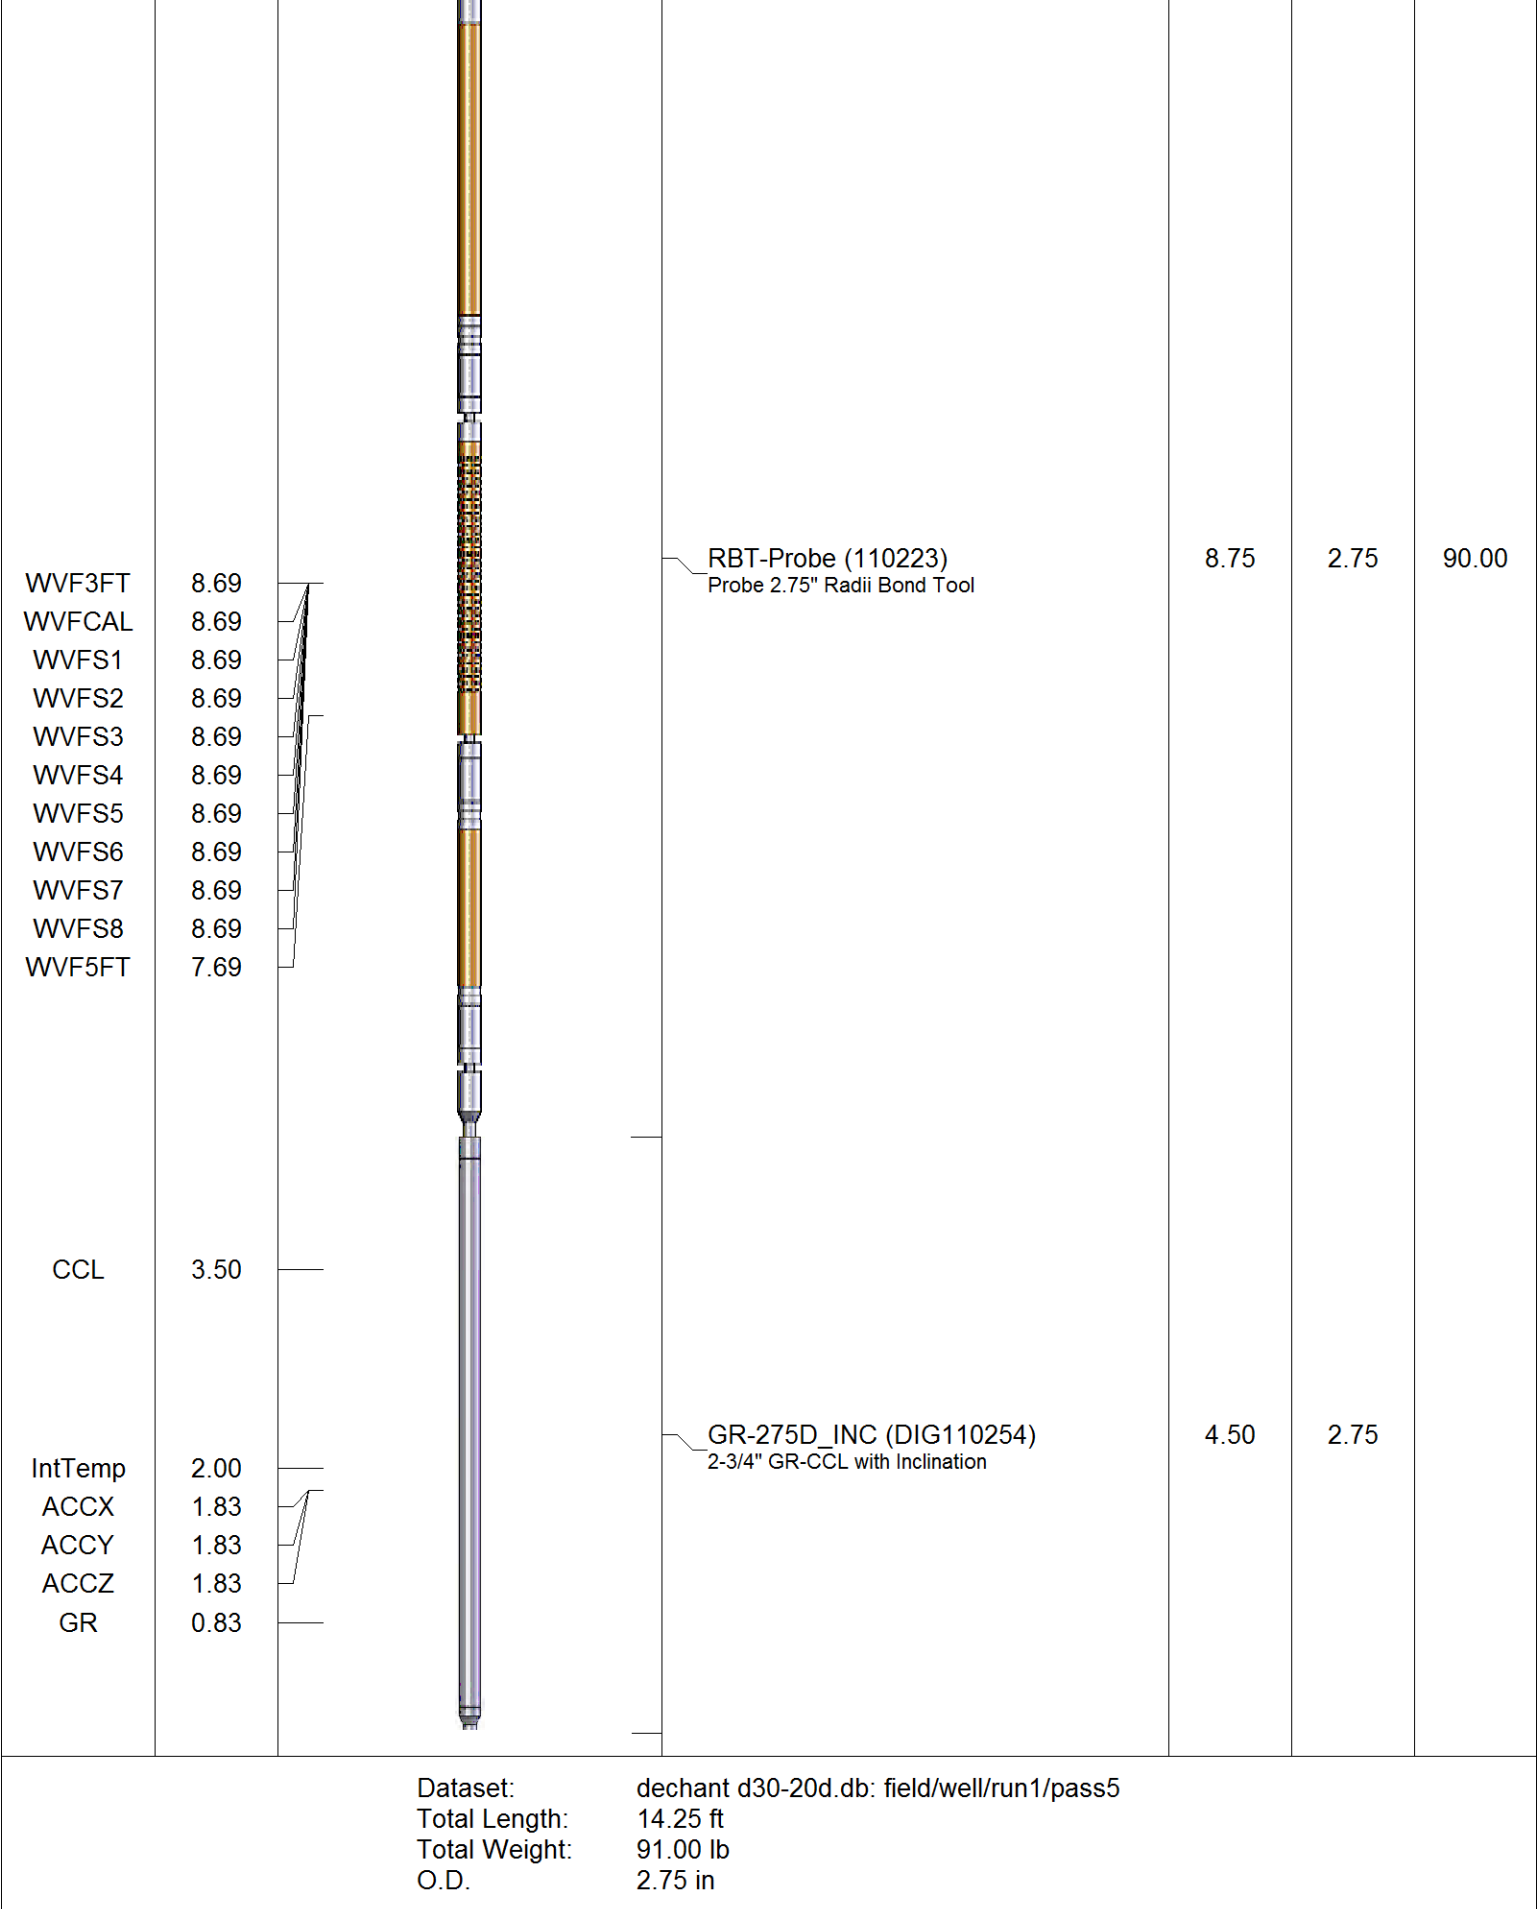 RBT-Probe (110223) 8.75 2.75 90.00
Probe 2.75" Radii Bond Tool
WVF3FT 8.69
WVFCAL 8.69
WVFS1 8.69
WVFS2 8.69
WVFS3 8.69
WVFS4 8.69
WVFS5 8.69
WVFS6 8.69
WVFS7 8.69
WVFS8 8.69
WVF5FT 7.69
CCL 3.50
GR-275D_INC (DIG110254) 4.50 2.75
2-3/4" GR-CCL with Inclination
IntTemp 2.00
ACCX 1.83
ACCY 1.83
ACCZ 1.83
GR 0.83
Dataset: dechant d30-20d.db: field/well/run1/pass5
Total Length: 14.25 ft
Total Weight: 91.00 lb
O.D. 2.75 in